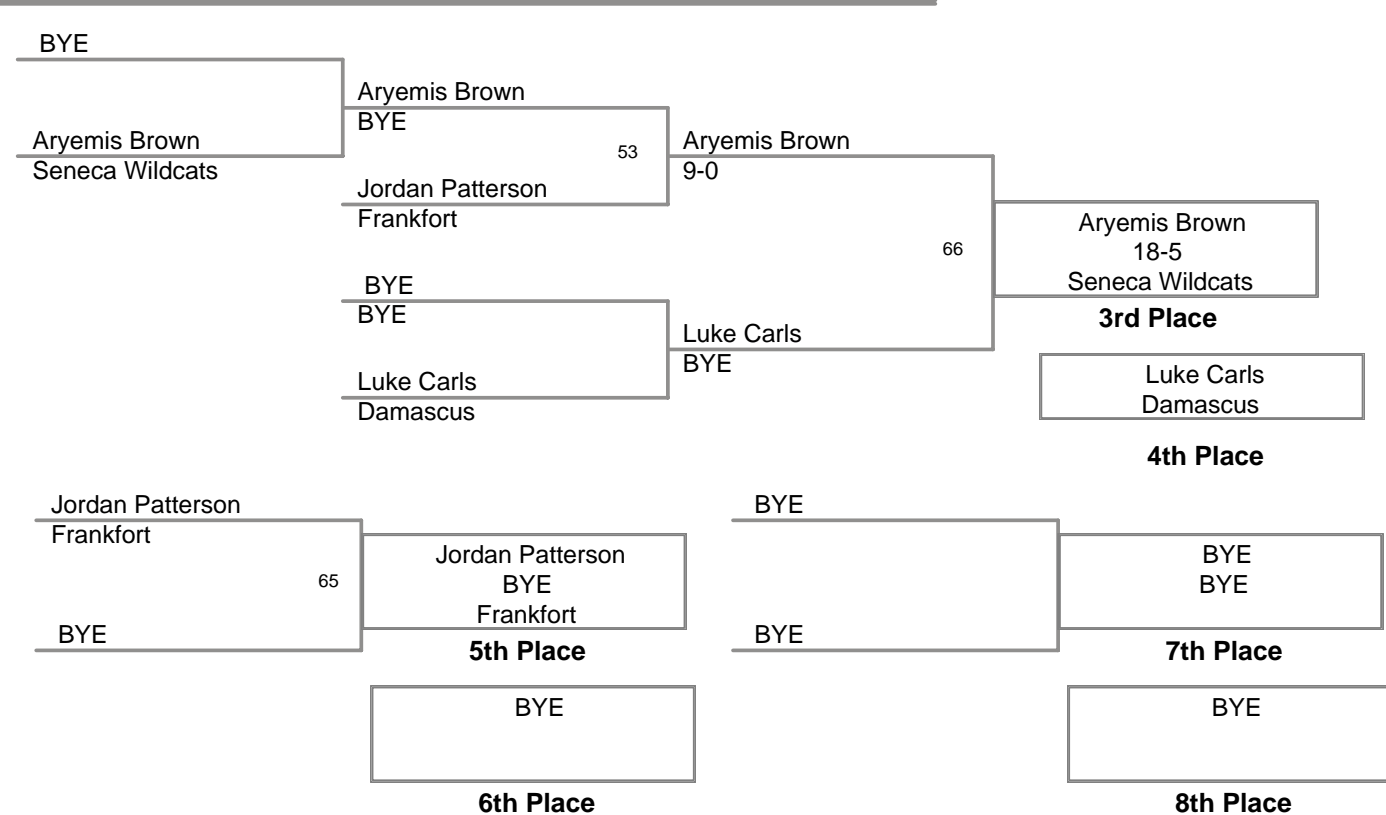 BYE
Aryemis Brown
Seneca Wildcats
Aryemis Brown
BYE
53
Jordan Patterson
Frankfort
BYE
BYE
Luke Carls
Damascus
Aryemis Brown
9-0
66
Luke Carls
BYE
Aryemis Brown
18-5
Seneca Wildcats
3rd Place
Luke Carls
Damascus
4th Place
Jordan Patterson
Frankfort
65
BYE
Jordan Patterson
BYE
Frankfort
5th Place
BYE
6th Place
BYE
BYE
BYE
BYE
7th Place
BYE
8th Place